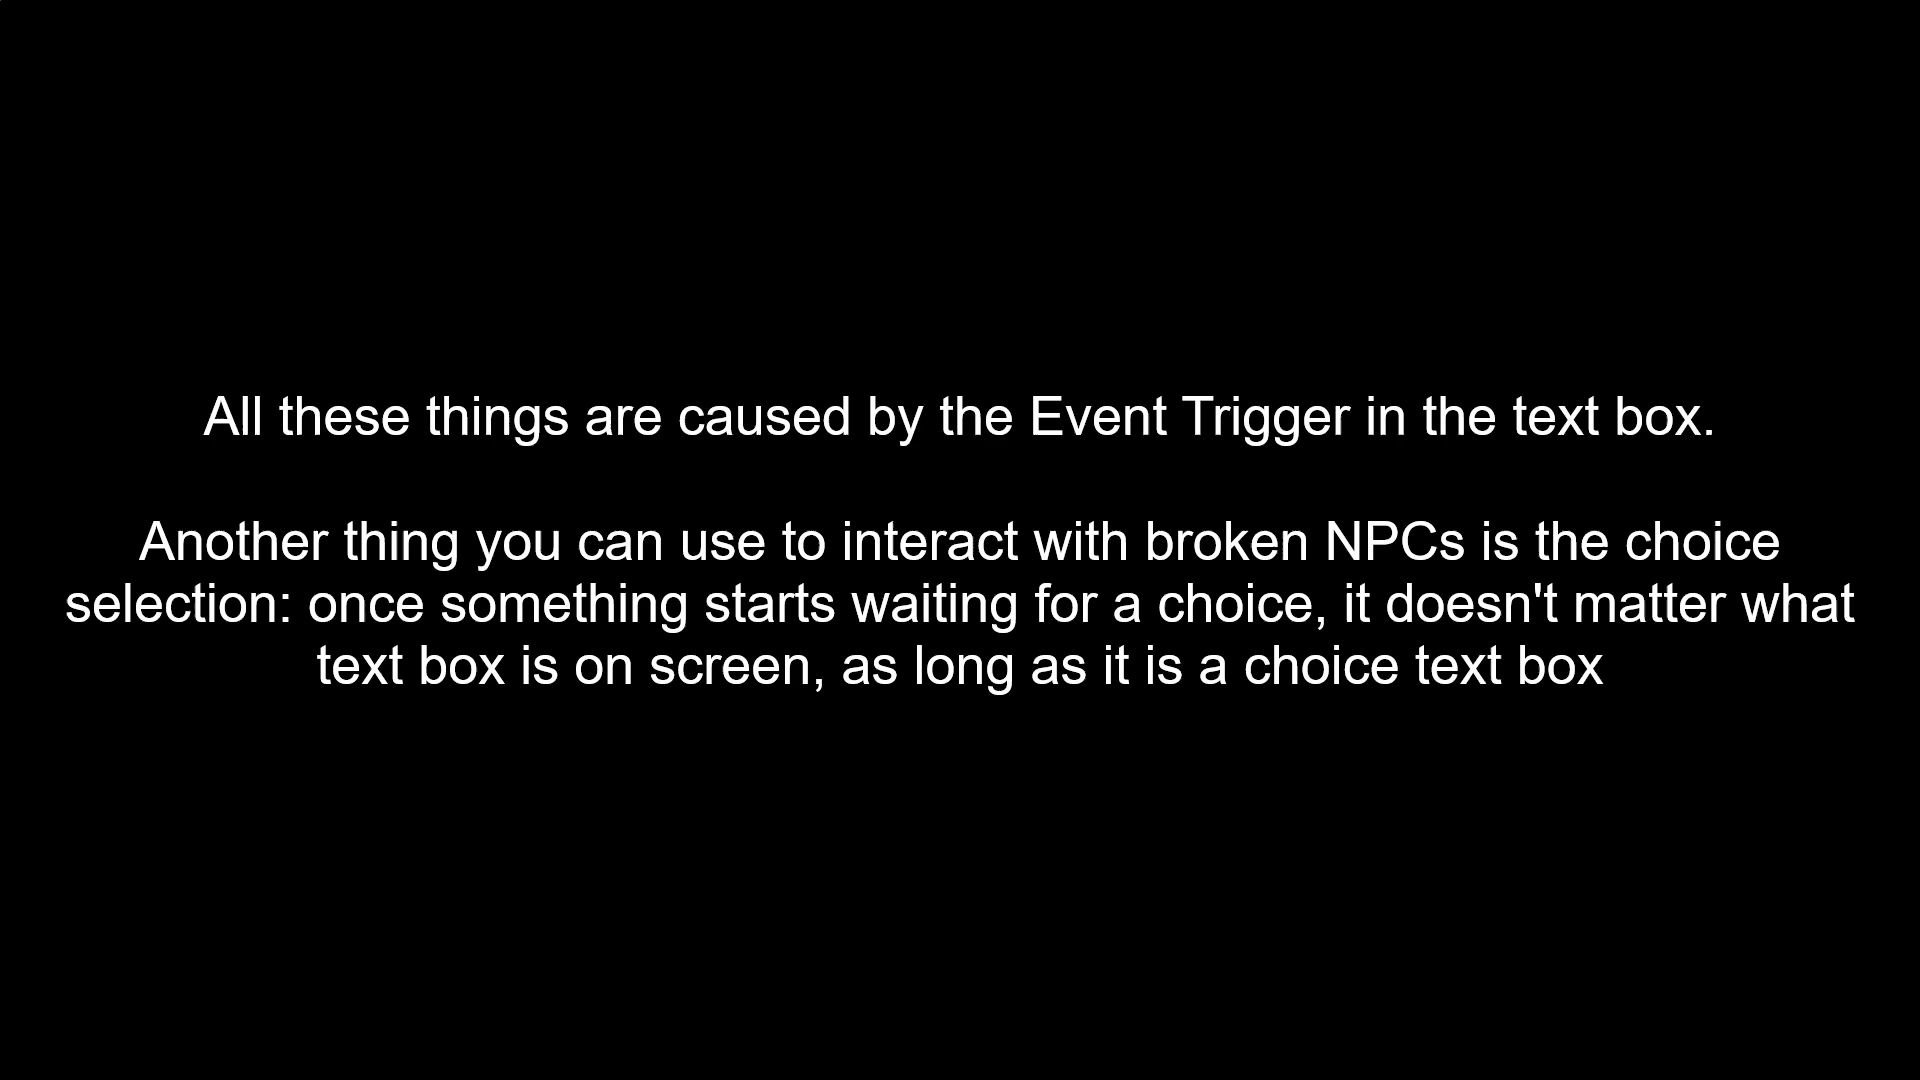 All these things are caused by the Event Trigger in the text box.
Another thing you can use to interact with broken NPCs is the choice
selection: once something starts waiting for a choice, it doesn't matter what
text box is on screen, as long as it is a choice text box